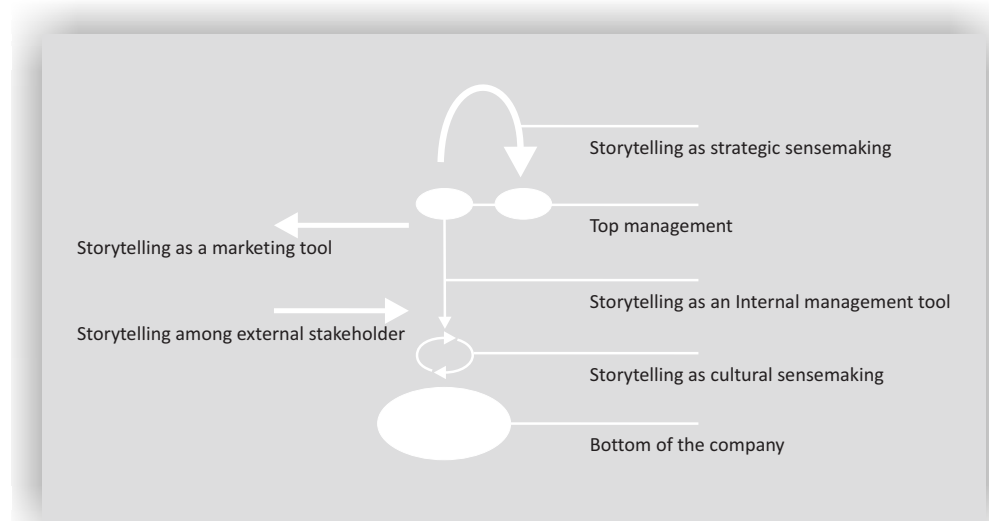 Storytelling as strategic sensemaking
Top management
Storytelling as a marketing tool
Storytelling as an Internal management tool
Storytelling among external stakeholder
Storytelling as cultural sensemaking
Bottom of the company